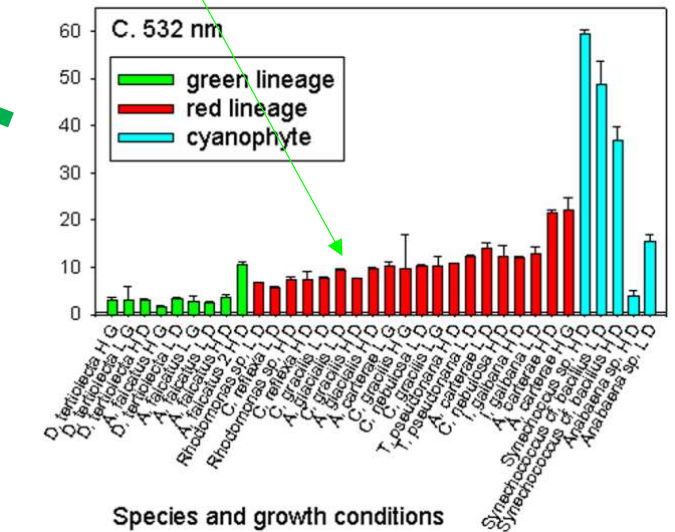 C. 532 nm
green lineage
red lineage
cyanophyte
60
50
40
30
20
10
0
D. tertiolecta H G
D. tertiolecta L G
D. tertiolecta H D
A. falcatus H G
D. tertiolecta L D
A. falcatus L G
A. falcatus L D
A. falcatus H D
A. falcatus 2 H D
Rhodomonas sp. L D
C. reflexa L D
Rhodomonas sp. H D
C. reflexa H D
C. gracilis L D
A. glacialis L D
C. gracilis H D
A. glacialis H D
A. carterae L G
C. gracilis H G
C. nebulosa L D
C. gracilis L G
T. pseudonana H D
T. pseudonana L D
A. carterae L D
C. nebulosa H D
I. galbana H D
I. galbana L D
A. carterae H D
A. carterae H G
Synechoccus sp. H D
Synechococcus cf. bacillus L D
Synechococcus cf. bacillus H D
Anabaena sp. H D
Anabaena sp. L D
Species and growth conditions